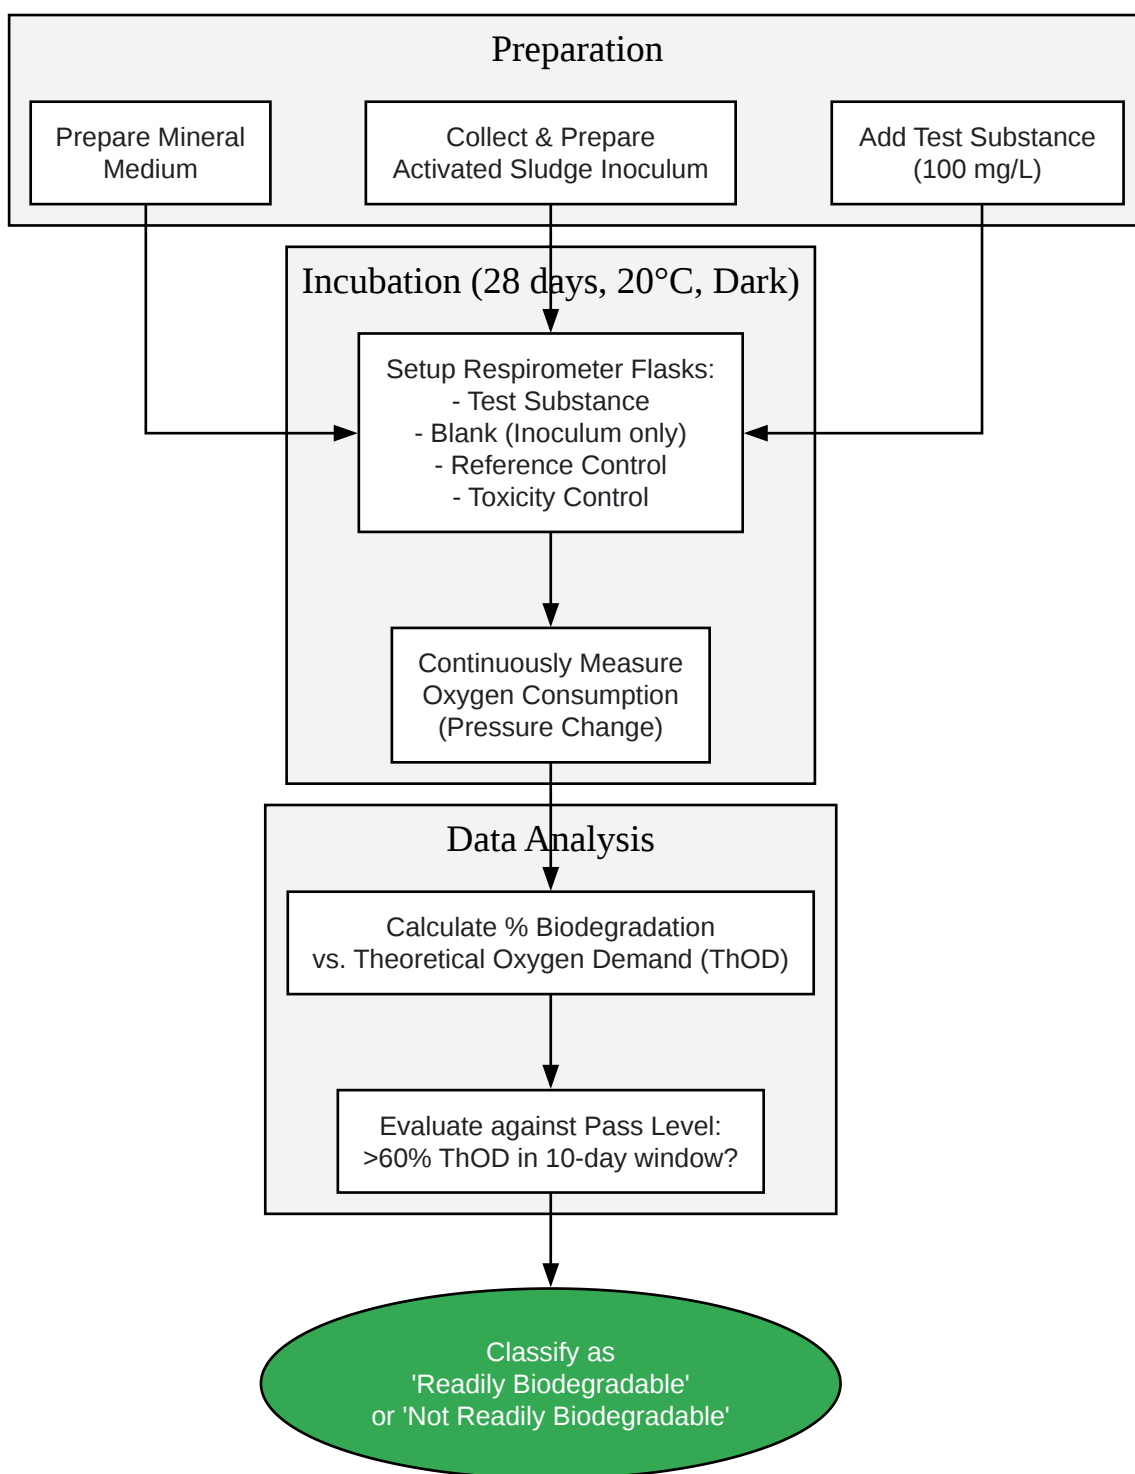 Preparation
Prepare Mineral
Medium
Collect & Prepare
Activated Sludge Inoculum
Add Test Substance
(100 mg/L)
Incubation (28 days, 20°C, Dark)
Setup Respirometer Flasks:
- Test Substance
- Blank (Inoculum only)
- Reference Control
- Toxicity Control
Continuously Measure
Oxygen Consumption
(Pressure Change)
Data Analysis
Calculate % Biodegradation
vs. Theoretical Oxygen Demand (ThOD)
Evaluate against Pass Level:
>60% ThOD in 10-day window?
Classify as
'Readily Biodegradable'
or 'Not Readily Biodegradable'